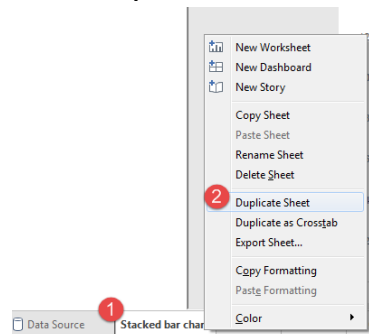 New Worksheet
New Dashboard
New Story
Copy Sheet
Paste Sheet
Rename Sheet
Delete Sheet
2
Duplicate Sheet
Duplicate as Crosstab
Export Sheet...
Copy Formatting
Paste Formatting
Color
1
Data Source
Stacked bar char